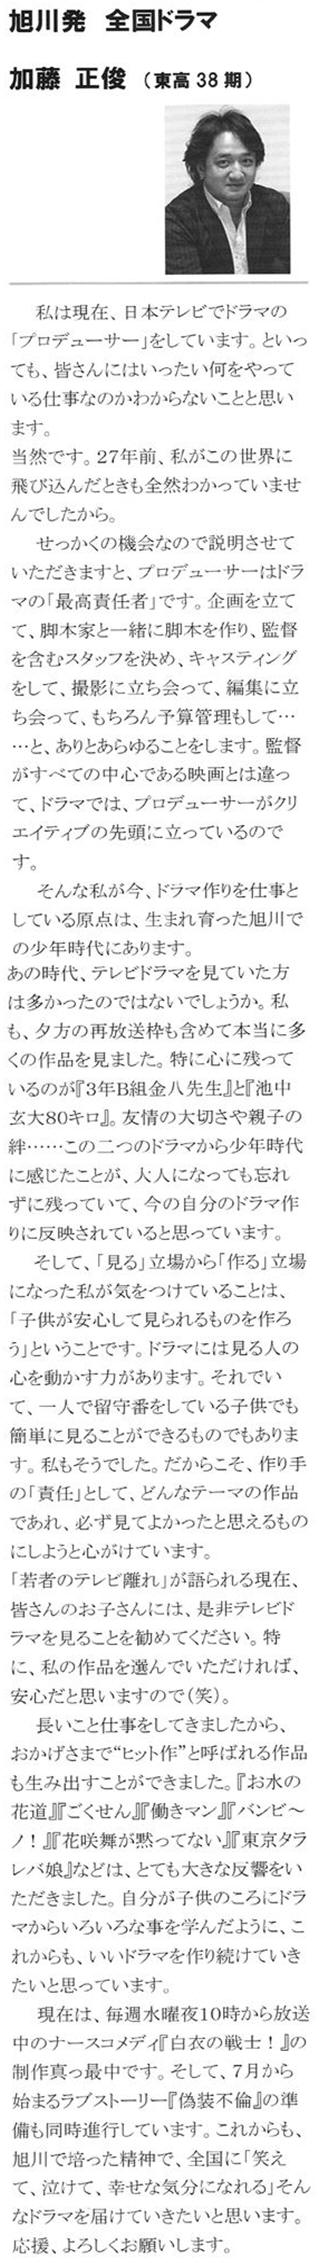 旭川発 全国ドラマ
加藤 正俊 （東高38期）
私は現在、日本テレビでドラマの
「プロデューサー」をしています。といっ
ても、皆さんにはいったい何をやって
いる仕事なのかわからないことと思い
ます。
当然です。27年前、私がこの世界に
飛び込んだときも全然わかっていませ
んでしたから。
せっかくの機会なので説明させて
いただきますと、プロデューサーはドラ
マの「最高責任者」です。企画を立て
て、脚本家と一緒に脚本を作り、監督
を含むスタッフを決め、キャスティング
をして、撮影に立ち会って、編集に立
ち会って、もちろん予算管理もして…
…と、ありとあらゆることをします。監督
がすべての中心である映画とは違っ
て、ドラマでは、プロデューサーがクリ
エイティブの先頭に立っているので
す。
そんな私が今、ドラマ作りを仕事と
している原点は、生まれ育った旭川で
の少年時代にあります。
あの時代、テレビドラマを見ていた方
は多かったのではないでしょうか。私
も、夕方の再放送枠も含めて本当に多
くの作品を見ました。特に心に残って
いるのが『3年B組金八先生』と『池中
玄太80キロ』。友情の大切さや親子の
絆……この二つのドラマから少年時代
に感じたことが、大人になっても忘れ
ずに残っていて、今の自分のドラマ作
りに反映されていると思っています。
そして、「見る」立場から「作る」立場
になった私が気をつけていることは、
「子供が安心して見られるものを作ろ
う」ということです。ドラマには見る人の
心を動かす力があります。それでい
て、一人で留守番をしている子供でも
簡単に見ることができるものでもありま
す。私もそうでした。だからこそ、作り手
の「責任」として、どんなテーマの作品
であれ、必ず見てよかったと思えるもの
にしようと心がけています。
「若者のテレビ離れ」が語られる現在、
皆さんのお子さんには、是非テレビド
ラマを見ることを勧めてください。特
に、私の作品を選んでいただければ、
安心だと思いますので（笑）。
長いこと仕事をしてきましたから、
おかげさまで“ヒット作”と呼ばれる作品
も生み出すことができました。『お水の
花道』『ごくせん』『働きマン』『バンビ～
ノ！』『花咲舞が黙ってない』『東京タラ
レバ娘』などは、とても大きな反響をい
ただきました。自分が子供のころにドラ
マからいろいろな事を学んだように、こ
れからも、いいドラマを作り続けていき
たいと思っています。
現在は、毎週水曜夜10時から放送
中のナースコメディ『白衣の戦士！』の
制作真っ最中です。そして、7月から
始まるラブストーリー『偽装不倫』の準
備も同時進行しています。これからも、
旭川で培った精神で、全国に「笑え
て、泣けて、幸せな気分になれる」そん
なドラマを届けていきたいと思います。
応援、よろしくお願いします。